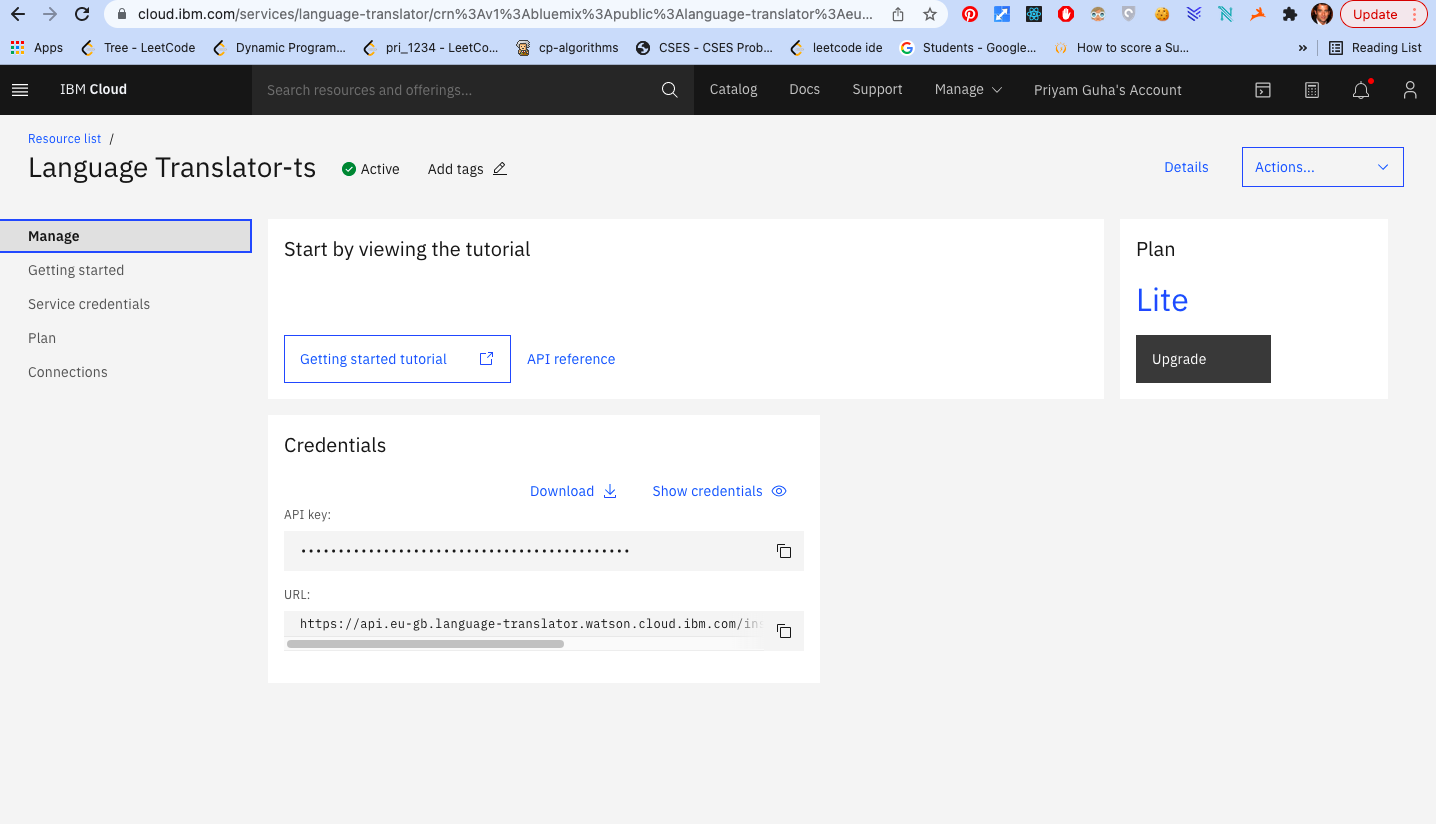 cloud.ibm.com/services/language-translator/crn%3Av1%3Abluemix%3Apublic%3Alanguage-translator%3Aeu...
Update
Apps
Tree - LeetCode
Dynamic Program...
pri_1234 - LeetCo...
cp-algorithms
CSES - CSES Prob...
leetcode ide
Students - Google...
How to score a Su...
»
Reading List
IBM Cloud
Search resources and offerings...
Catalog
Docs
Support
Manage
Priyam Guha's Account
Resource list /
Language Translator-ts
Active
Add tags
Details
Actions...
Manage
Getting started
Service credentials
Plan
Connections
Start by viewing the tutorial
Getting started tutorial
API reference
Plan
Lite
Upgrade
Credentials
Download
Show credentials
API key:
••••••••••••••••••••••••••••••••••••••••••••
URL:
https://api.eu-gb.language-translator.watson.cloud.ibm.com/ins